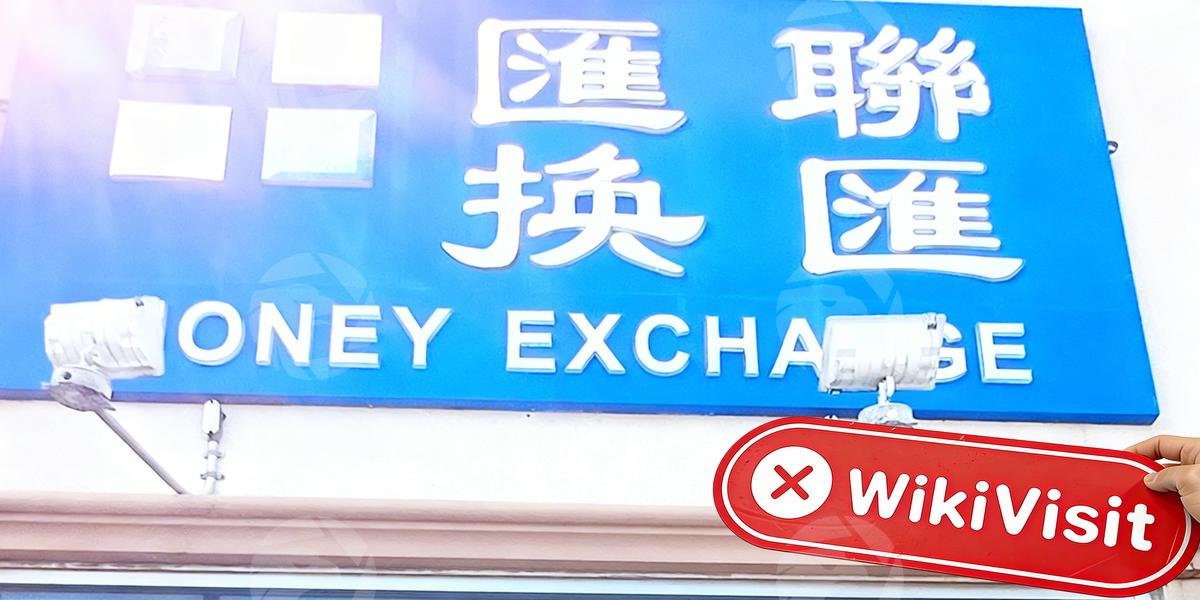 聯匯
匯換
ONEY EXCHA GE
WikiVisit